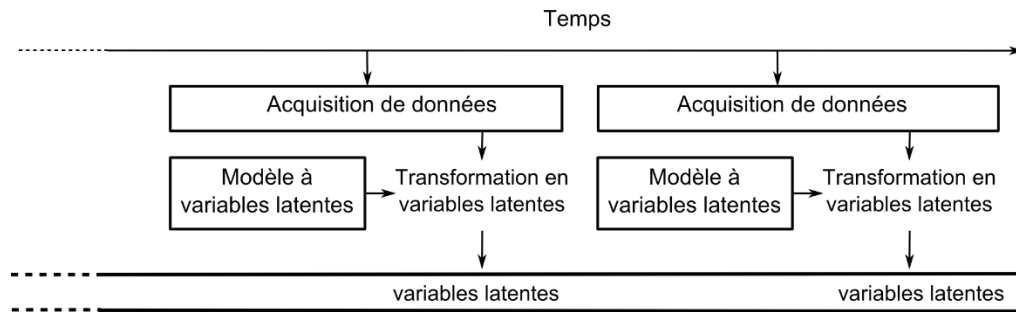 Temps
Acquisition de données
Acquisition de données
Modèle à
variables latentes
Transformation en
variables latentes
Modèle à
variables latentes
Transformation en
variables latentes
variables latentes
variables latentes